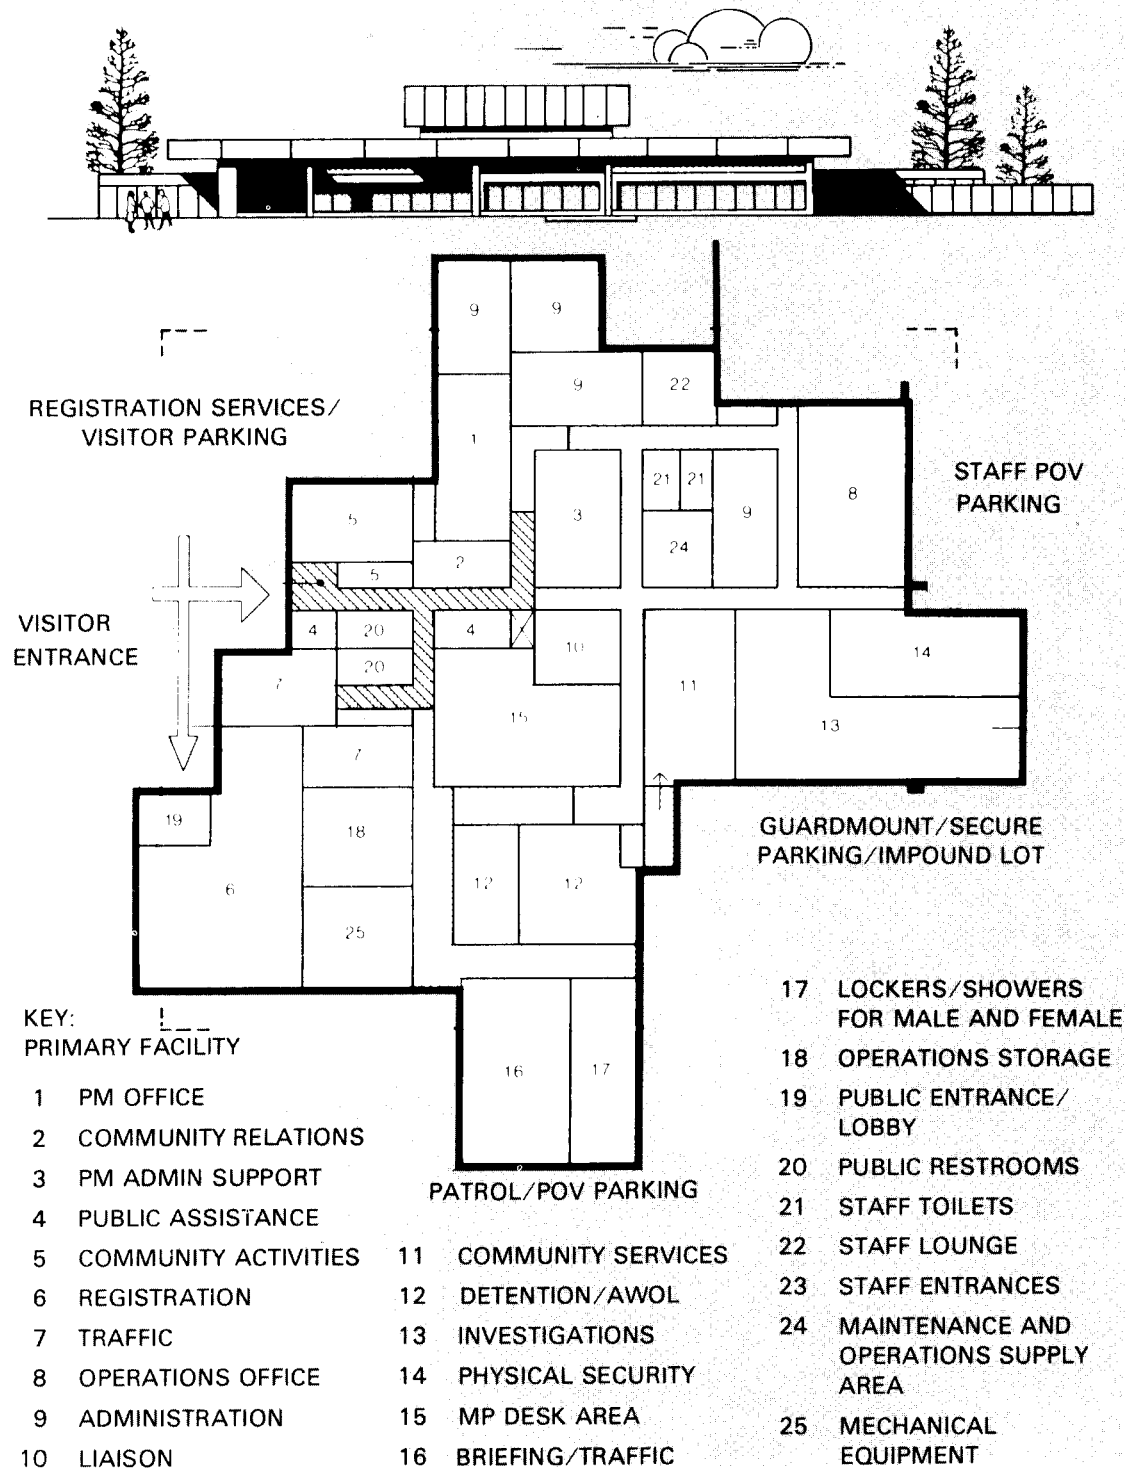 9
9
9
22
REGISTRATION SERVICES/
VISITOR PARKING
1
STAFF POV
PARKING
21
21
8
5
3
9
24
2
5
VISITOR
ENTRANCE
4
20
4
10
14
20
7
11
15
13
7
19
18
GUARDMOUNT/SECURE
PARKING/IMPOUND LOT
6
12
12
25
16
17
PATROL/POV PARKING
KEY:
PRIMARY FACILITY
1 PM OFFICE
2 COMMUNITY RELATIONS
3 PM ADMIN SUPPORT
4 PUBLIC ASSISTANCE
5 COMMUNITY ACTIVITIES
6 REGISTRATION
7 TRAFFIC
8 OPERATIONS OFFICE
9 ADMINISTRATION
10 LIAISON
11 COMMUNITY SERVICES
12 DETENTION/AWOL
13 INVESTIGATIONS
14 PHYSICAL SECURITY
15 MP DESK AREA
16 BRIEFING/TRAFFIC
17 LOCKERS/SHOWERS
FOR MALE AND FEMALE
18 OPERATIONS STORAGE
19 PUBLIC ENTRANCE/
LOBBY
20 PUBLIC RESTROOMS
21 STAFF TOILETS
22 STAFF LOUNGE
23 STAFF ENTRANCES
24 MAINTENANCE AND
OPERATIONS SUPPLY
AREA
25 MECHANICAL
EQUIPMENT